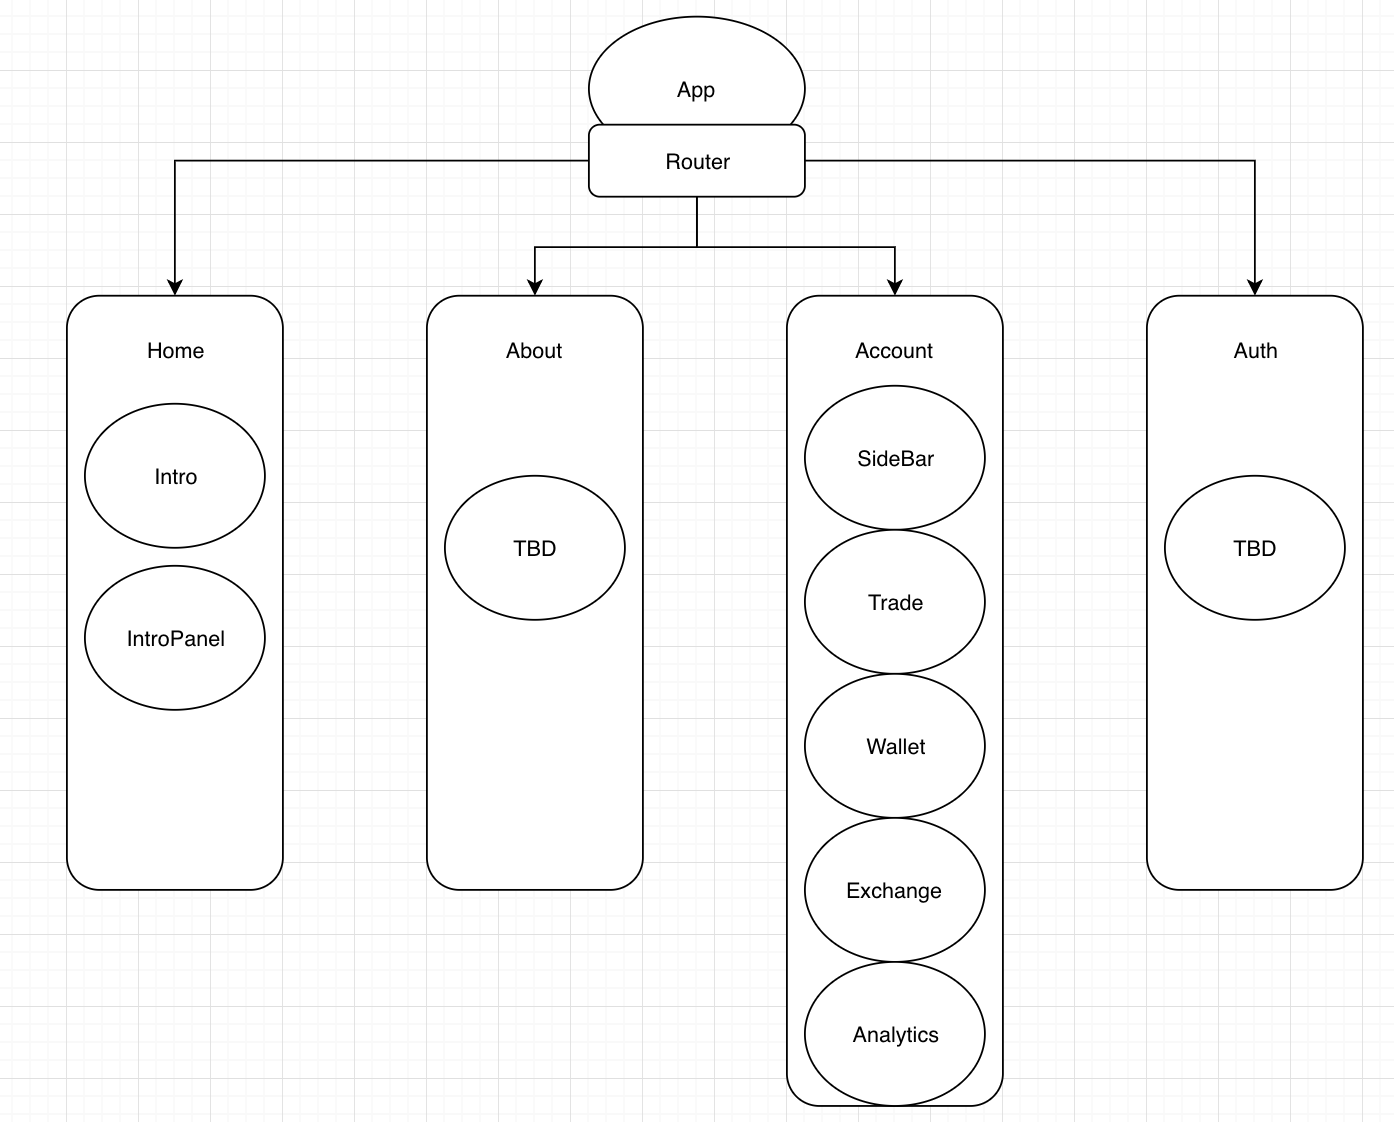 App
Router
Home
Intro
IntroPanel
About
TBD
Account
SideBar
Trade
Wallet
Exchange
Analytics
Auth
TBD